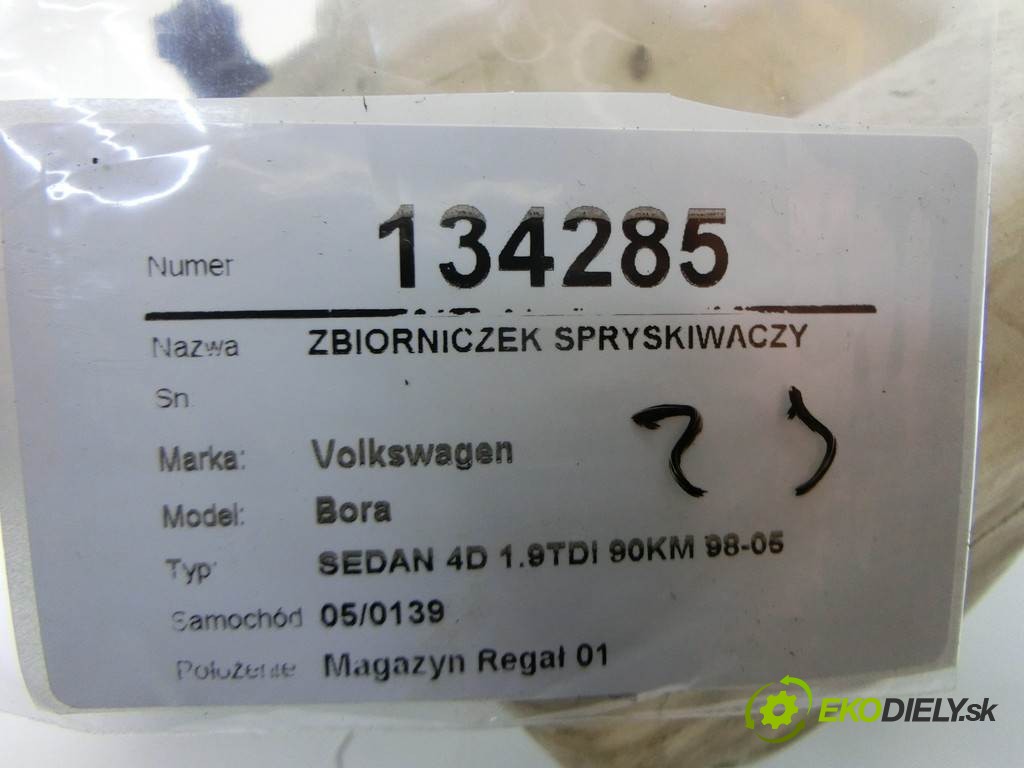 Numer 134285
Nazwa ZBIORNICZEK SPRYSKIWACZY
Sn
Marka: Volkswagen
Model: Bora
Typ: SEDAN 4D 1.9TDI 90KM 98-05
Samochód 05/0139
Położenie Magazyn Regał 01
EKODIELY.sk